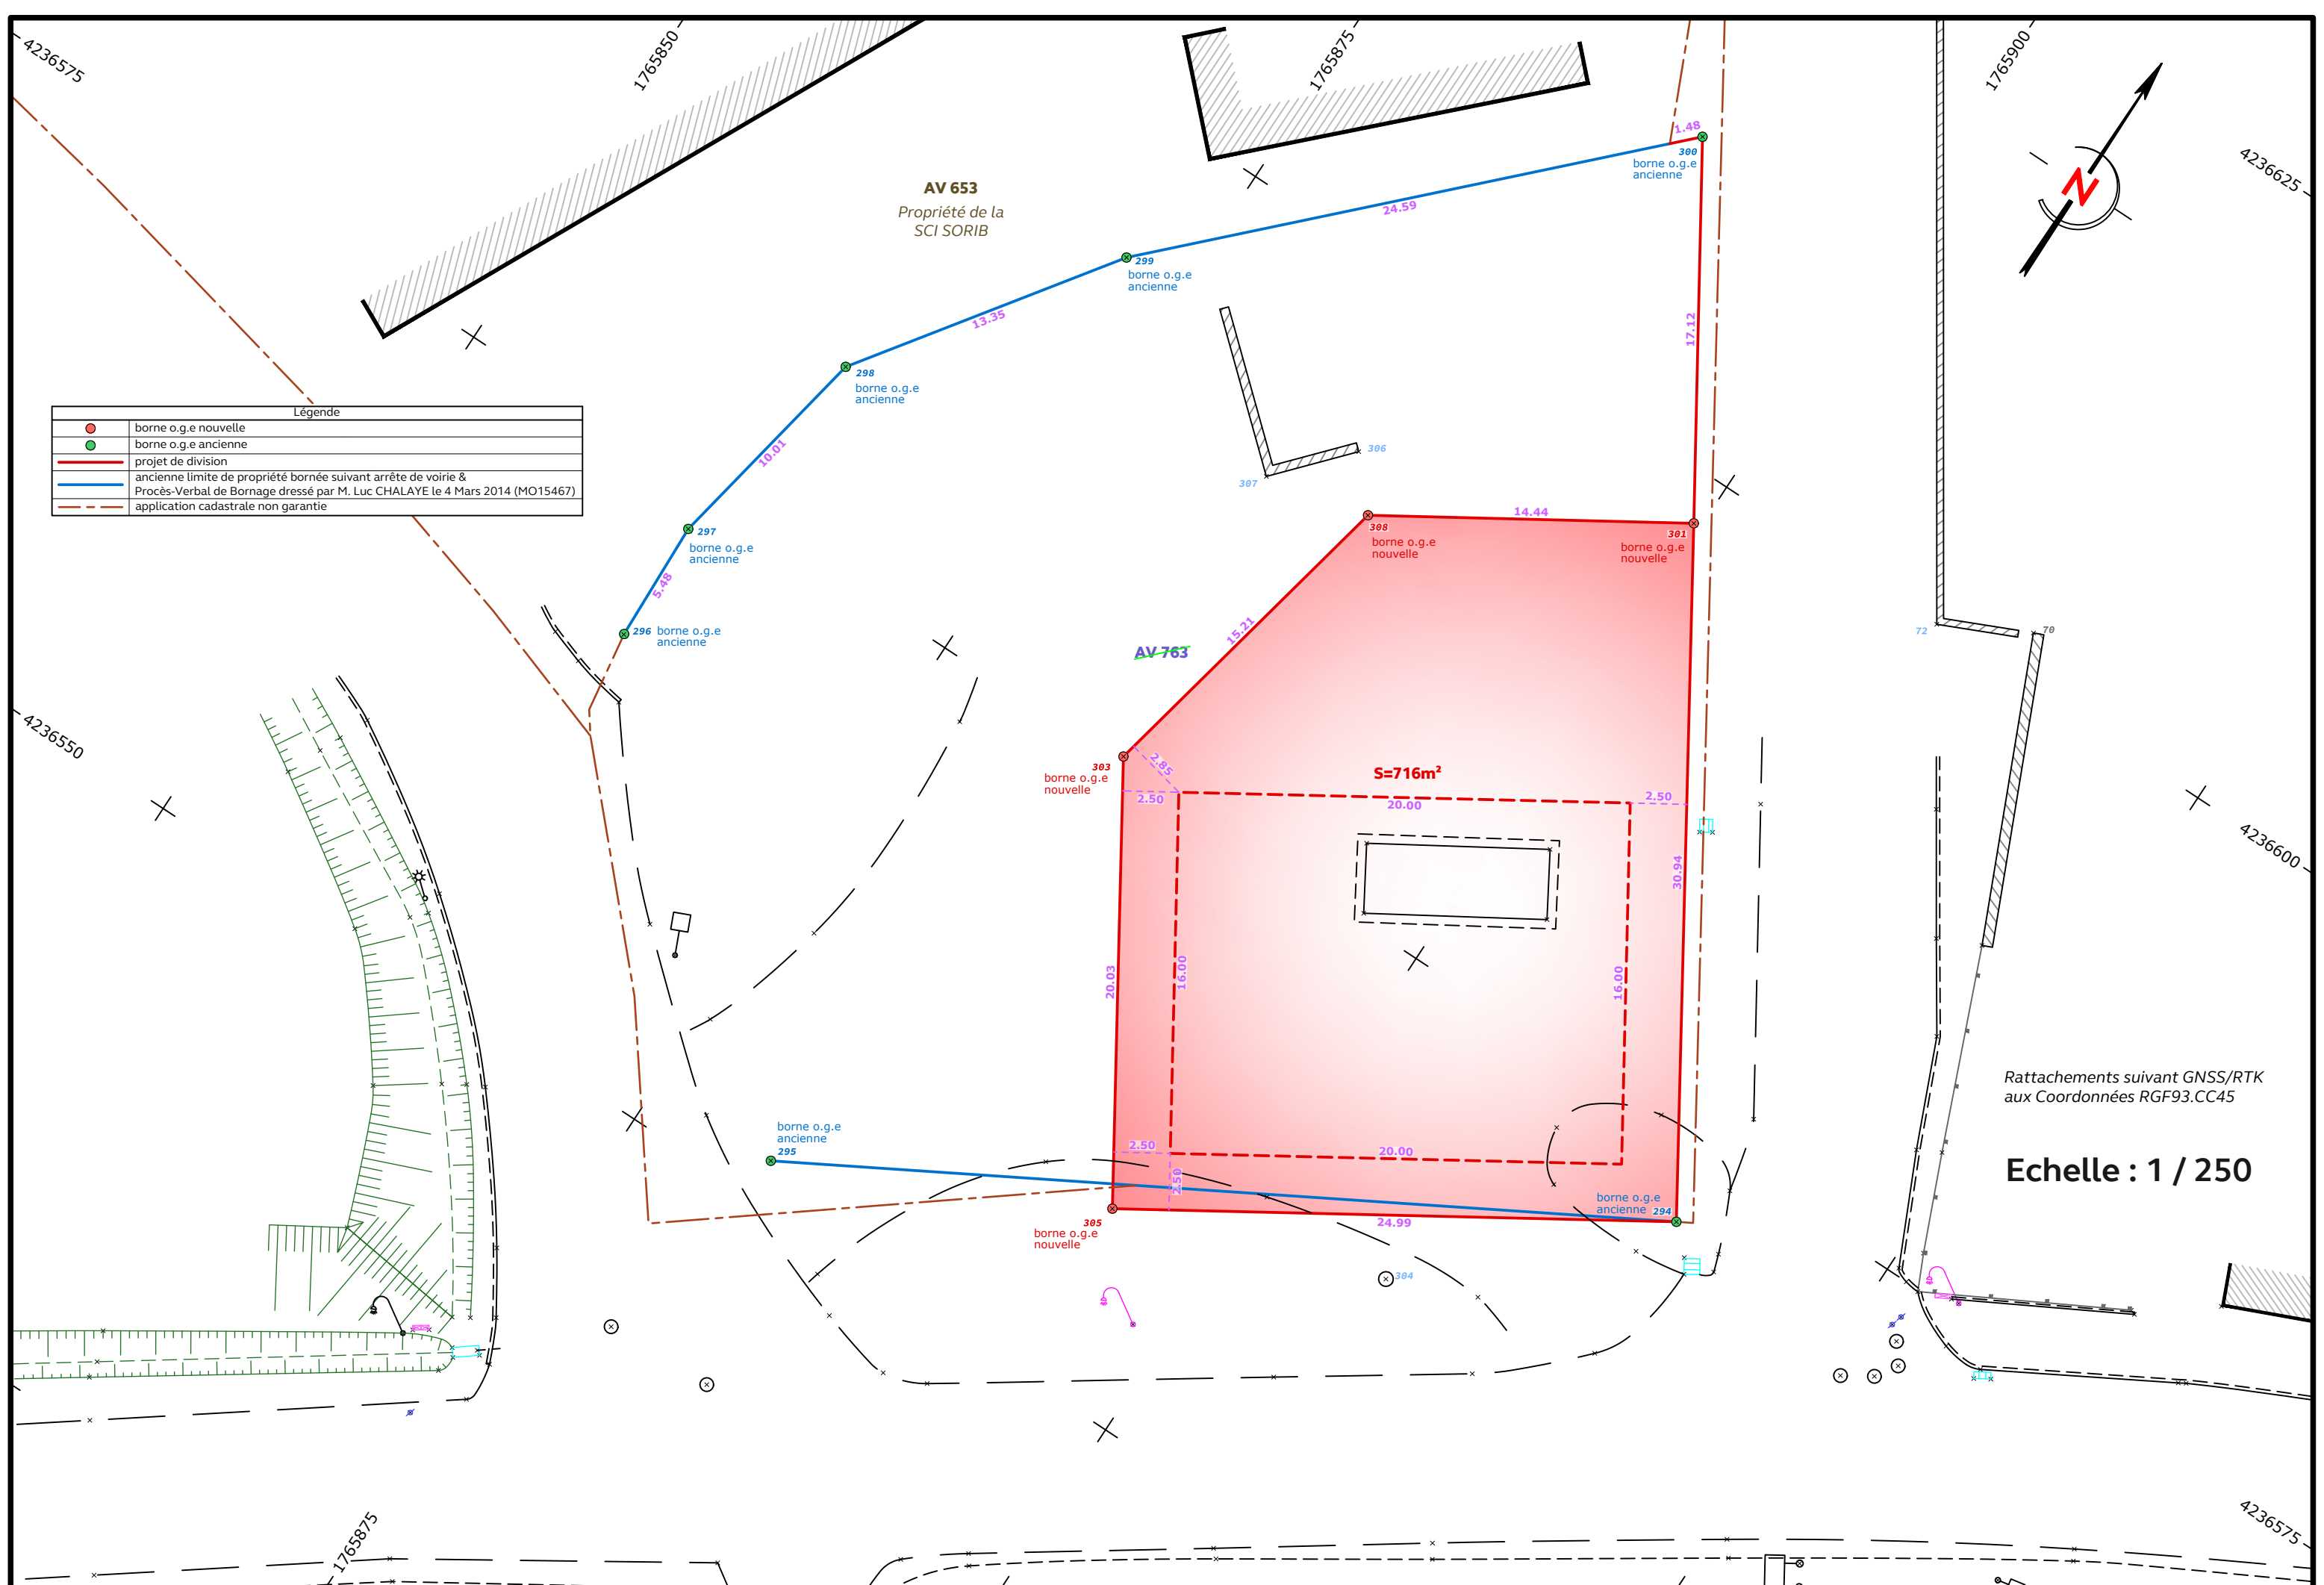 4236575
1765850
1765875
1765900
4236625
N
1.48
300
borne o.g.e
ancienne
AV 653
Propriété de la
SCI SORIB
24.59
299
borne o.g.e
ancienne
13.35
17.12
298
borne o.g.e
ancienne
Légende
borne o.g.e nouvelle
borne o.g.e ancienne
projet de division
ancienne limite de propriété bornée suivant arrête de voirie &
Procès-Verbal de Bornage dressé par M. Luc CHALAYE le 4 Mars 2014 (MO15467)
application cadastrale non garantie
10.01
306
307
297
borne o.g.e
ancienne
14.44
308
borne o.g.e
nouvelle
301
borne o.g.e
nouvelle
5.48
296 borne o.g.e
ancienne
15.21
AV 763
72
70
4236550
303
borne o.g.e
nouvelle
2.85
2.50
S=716m²
20.00
2.50
4236600
30.94
20.03
16.00
16.00
Rattachements suivant GNSS/RTK
aux Coordonnées RGF93.CC45
borne o.g.e
ancienne
295
2.50
20.00
2.50
Echelle : 1 / 250
borne o.g.e
ancienne 294
305
borne o.g.e
nouvelle
24.99
304
1765875
4236575